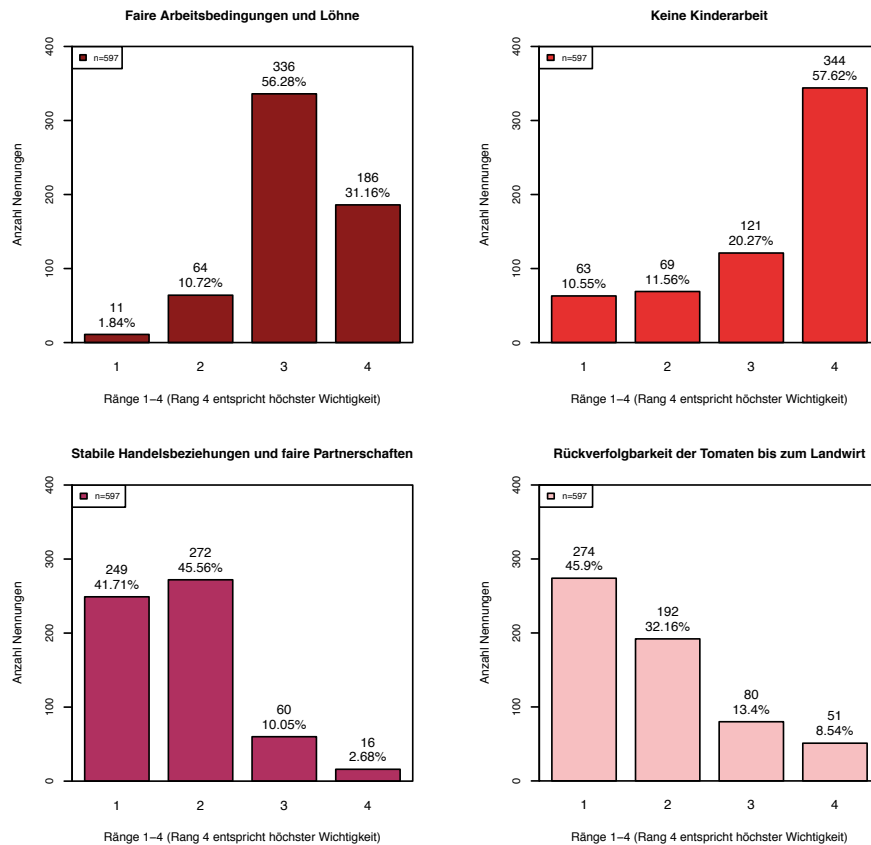 Faire Arbeitsbedingungen und Löhne
n=597
Anzahl Nennungen
400
300
200
100
0
11
1.84%
64
10.72%
336
56.28%
186
31.16%
1 2 3 4
Ränge 1–4 (Rang 4 entspricht höchster Wichtigkeit)
Keine Kinderarbeit
n=597
Anzahl Nennungen
400
300
200
100
0
63
10.55%
69
11.56%
121
20.27%
344
57.62%
1 2 3 4
Ränge 1–4 (Rang 4 entspricht höchster Wichtigkeit)
Stabile Handelsbeziehungen und faire Partnerschaften
n=597
Anzahl Nennungen
400
300
200
100
0
249
41.71%
272
45.56%
60
10.05%
16
2.68%
1 2 3 4
Ränge 1–4 (Rang 4 entspricht höchster Wichtigkeit)
Rückverfolgbarkeit der Tomaten bis zum Landwirt
n=597
Anzahl Nennungen
400
300
200
100
0
274
45.9%
192
32.16%
80
13.4%
51
8.54%
1 2 3 4
Ränge 1–4 (Rang 4 entspricht höchster Wichtigkeit)